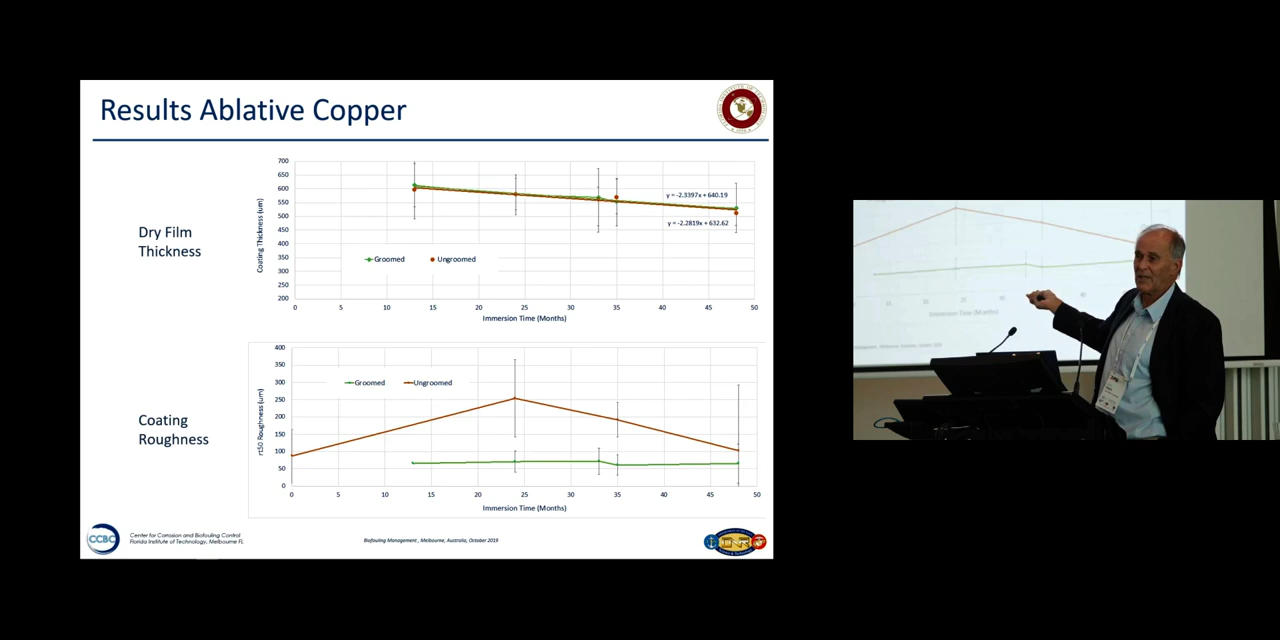 Results Ablative Copper
Dry Film
Thickness
Coating Thickness (um)
700
650
600
550
500
450
400
350
300
250
200
y = -2.3397x + 640.19
y = -2.2819x + 632.62
Groomed Ungroomed
0 5 10 15 20 25 30 35 40 45 50
Immersion Time (Months)
Coating
Roughness
rt50 Roughness (um)
400
350
300
250
200
150
100
50
0
Groomed Ungroomed
0 5 10 15 20 25 30 35 40 45 50
Immersion Time (Months)
CCBC
Center for Corrosion and Biofouling Control
Florida Institute of Technology, Melbourne FL
Biofouling Management , Melbourne, Australia, October 2019
Immersion Time (Months)